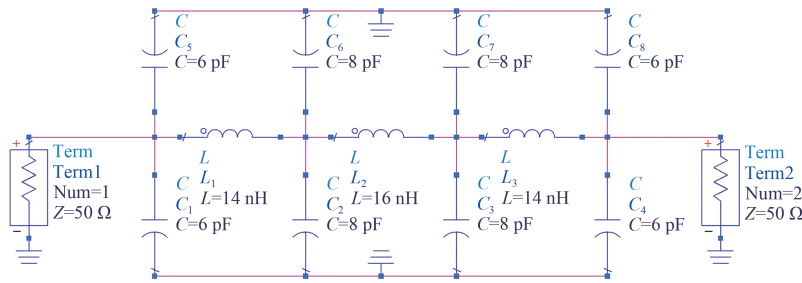 C
C5
C=6 pF
C
C6
C=8 pF
C
C7
C=8 pF
C
C8
C=6 pF
+
Term
Term1
Num=1
Z=50 Ω
−
C
C1
C=6 pF
L
L1
L=14 nH
C
C2
C=8 pF
L
L2
L=16 nH
C
C3
C=8 pF
L
L3
L=14 nH
C
C4
C=6 pF
+
Term
Term2
Num=2
Z=50 Ω
−